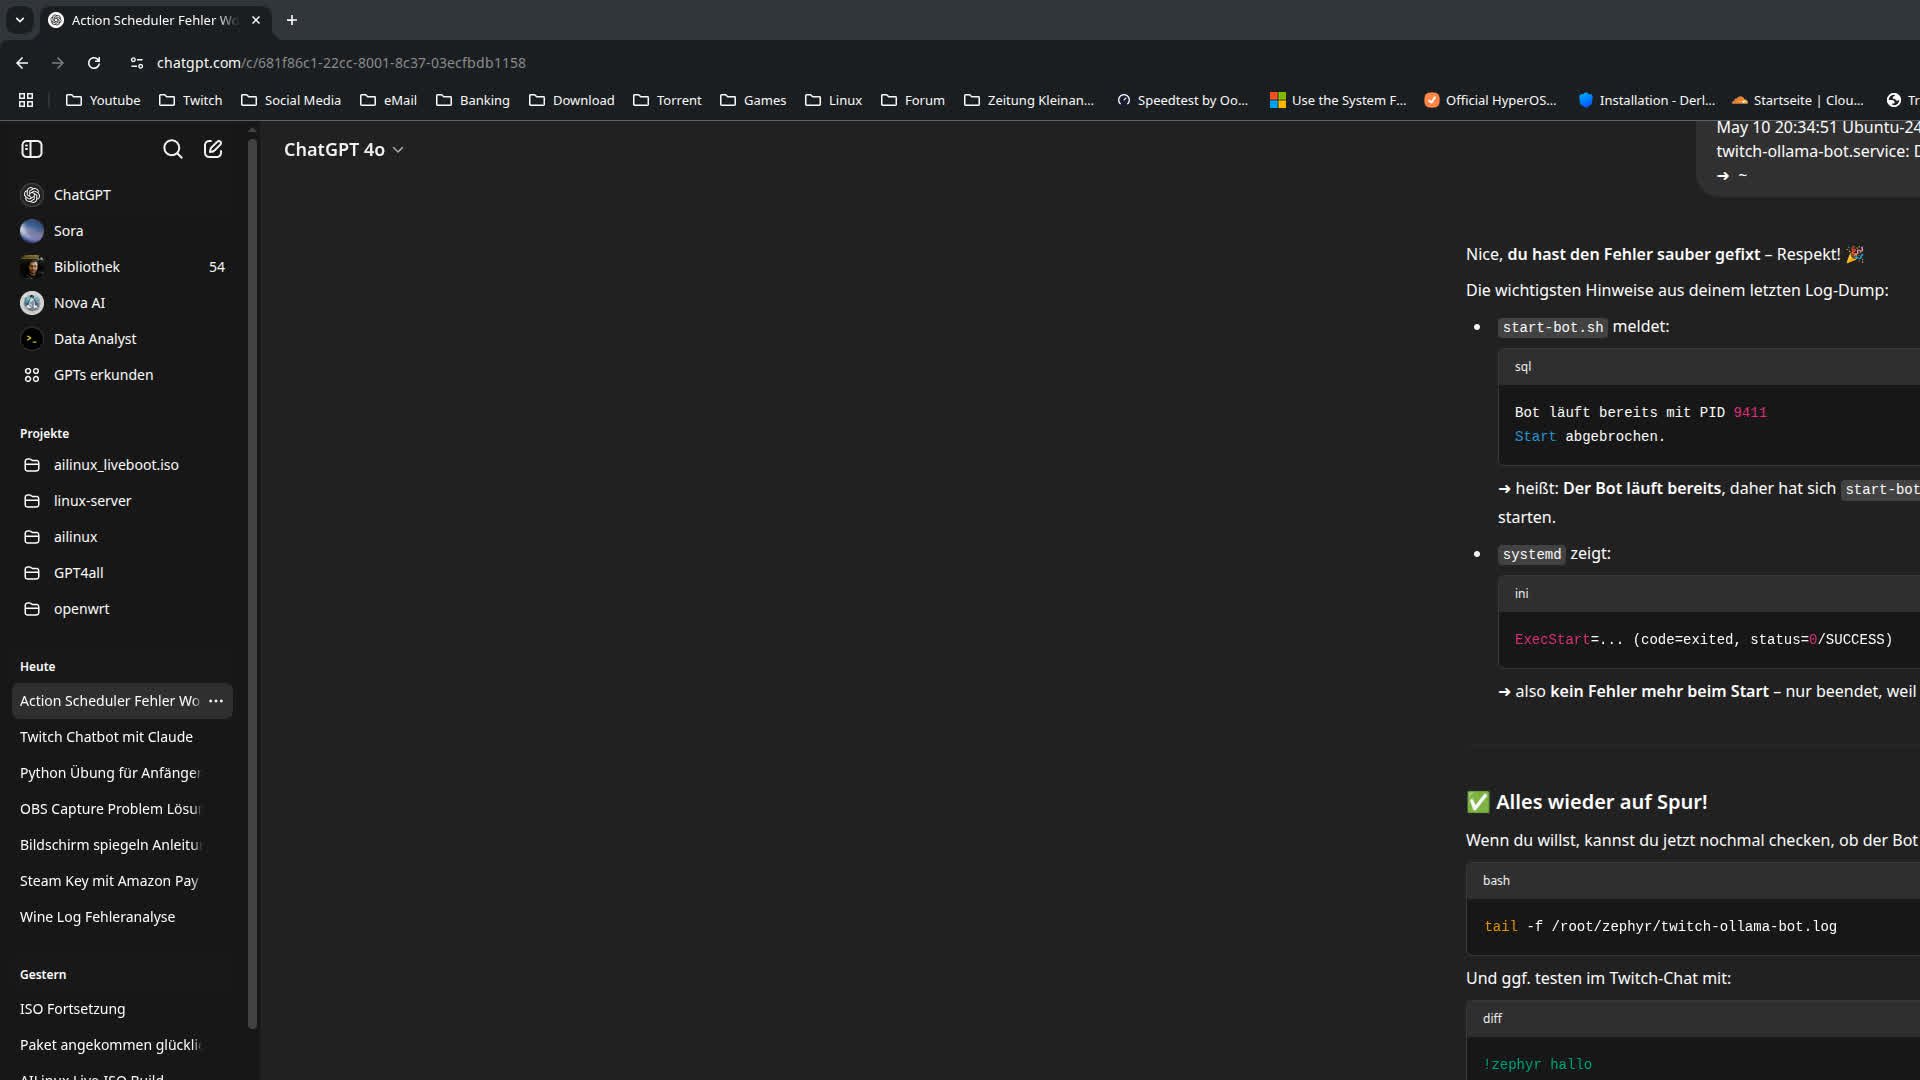 Action Scheduler Fehler Wo
chatgpt.com/c/681f86c1-22cc-8001-8c37-03ecfbdb1158
Youtube Twitch Social Media eMail Banking Download Torrent Games Linux Forum Zeitung Kleinan... Speedtest by Oo... Use the System F... Official HyperOS... Installation - Derl... Startseite | Clou... Tr
ChatGPT
Sora
Bibliothek 54
Nova AI
Data Analyst
GPTs erkunden
Projekte
ailinux_liveboot.iso
linux-server
ailinux
GPT4all
openwrt
Heute
Action Scheduler Fehler Wo ...
Twitch Chatbot mit Claude
Python Übung für Anfänger
OBS Capture Problem Lösu
Bildschirm spiegeln Anleitu
Steam Key mit Amazon Pay
Wine Log Fehleranalyse
Gestern
ISO Fortsetzung
Paket angekommen glückli
AILinux Live ISO Build
ChatGPT 4o
May 10 20:34:51 Ubuntu-24
twitch-ollama-bot.service: D
➜ ~
Nice, du hast den Fehler sauber gefixt – Respekt! 🎉
Die wichtigsten Hinweise aus deinem letzten Log-Dump:
• start-bot.sh meldet:
sql
Bot läuft bereits mit PID 9411
Start abgebrochen.
➜ heißt: Der Bot läuft bereits, daher hat sich start-bot
starten.
• systemd zeigt:
ini
ExecStart=... (code=exited, status=0/SUCCESS)
➜ also kein Fehler mehr beim Start – nur beendet, weil
✅ Alles wieder auf Spur!
Wenn du willst, kannst du jetzt nochmal checken, ob der Bot
bash
tail -f /root/zephyr/twitch-ollama-bot.log
Und ggf. testen im Twitch-Chat mit:
diff
!zephyr hallo